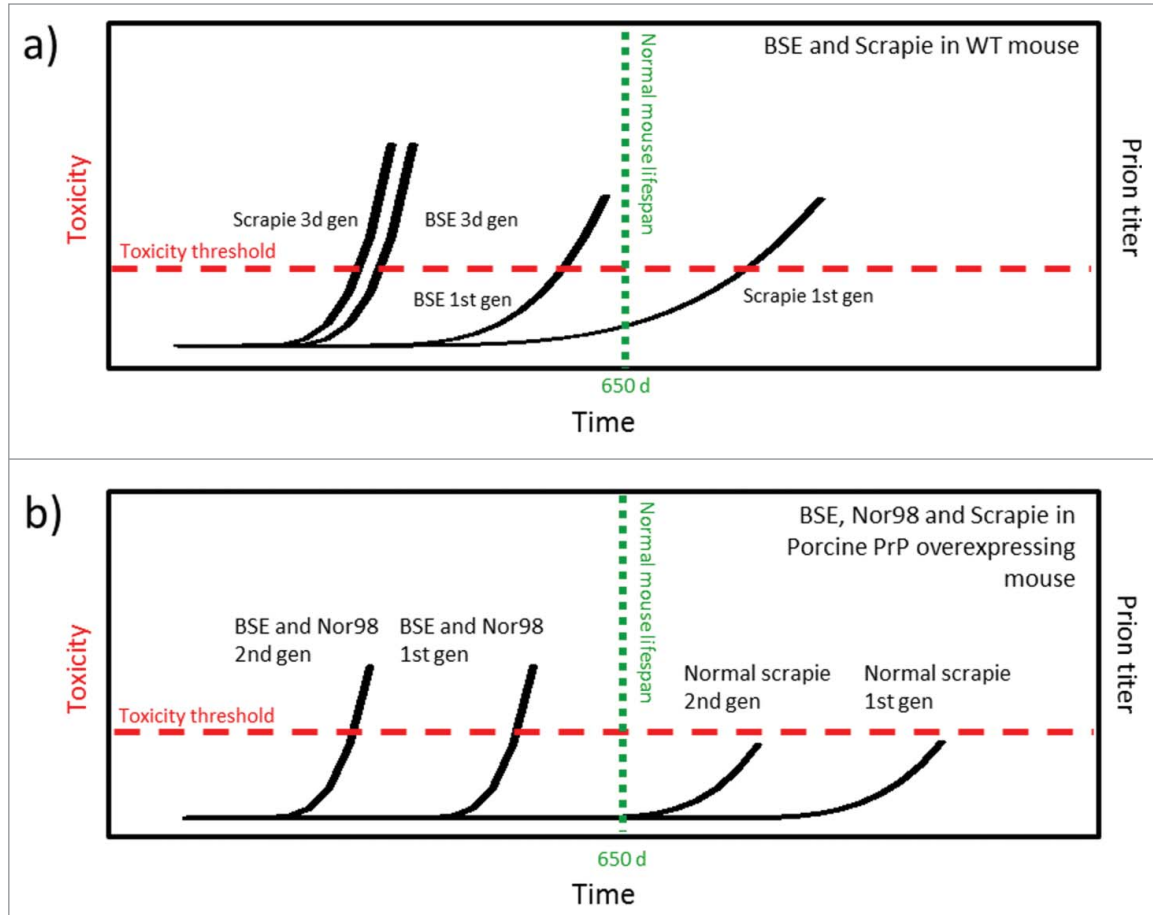 a)
BSE and Scrapie in WT mouse
Toxicity
Prion titer
Normal mouse lifespan
Scrapie 3d gen
BSE 3d gen
Toxicity threshold
BSE 1st gen
Scrapie 1st gen
650 d
Time
b)
BSE, Nor98 and Scrapie in
Porcine PrP overexpressing
mouse
Toxicity
Prion titer
Normal mouse lifespan
BSE and Nor98
2nd gen
BSE and Nor98
1st gen
Normal scrapie
2nd gen
Normal scrapie
1st gen
Toxicity threshold
650 d
Time